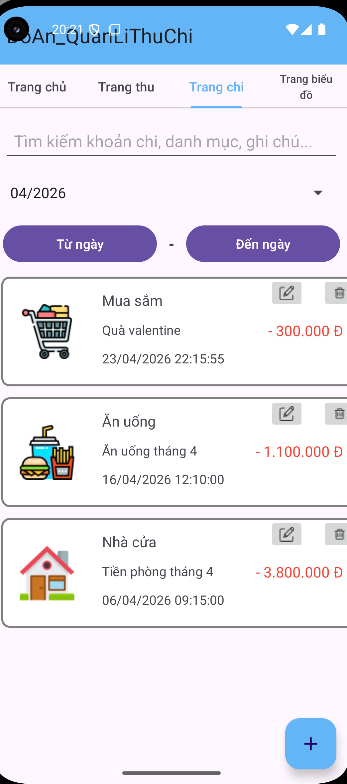 20:21
DoAn_QuanLiThuChi
Trang chủ
Trang thu
Trang chi
Trang biểu
đồ
Tìm kiếm khoản chi, danh mục, ghi chú...
04/2026
Từ ngày
-
Đến ngày
Mua sắm
Quà valentine
- 300.000 Đ
23/04/2026 22:15:55
Ăn uống
Ăn uống tháng 4
- 1.100.000 Đ
16/04/2026 12:10:00
Nhà cửa
Tiền phòng tháng 4
- 3.800.000 Đ
06/04/2026 09:15:00
+